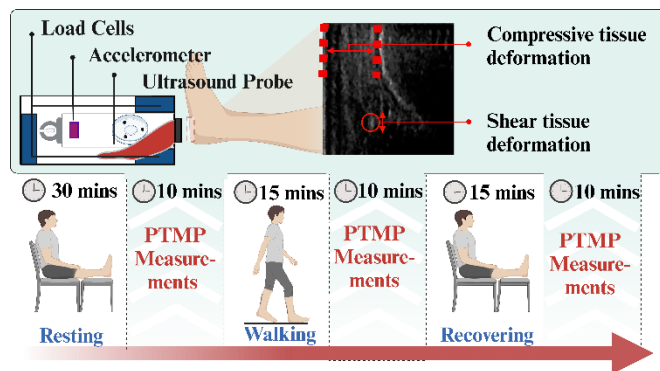 Load Cells
Accelerometer
Ultrasound Probe
Compressive tissue
deformation
Shear tissue
deformation
30 mins
10 mins
15 mins
10 mins
15 mins
10 mins
PTMP
Measure-
ments
PTMP
Measure-
ments
PTMP
Measure-
ments
Resting
Walking
Recovering